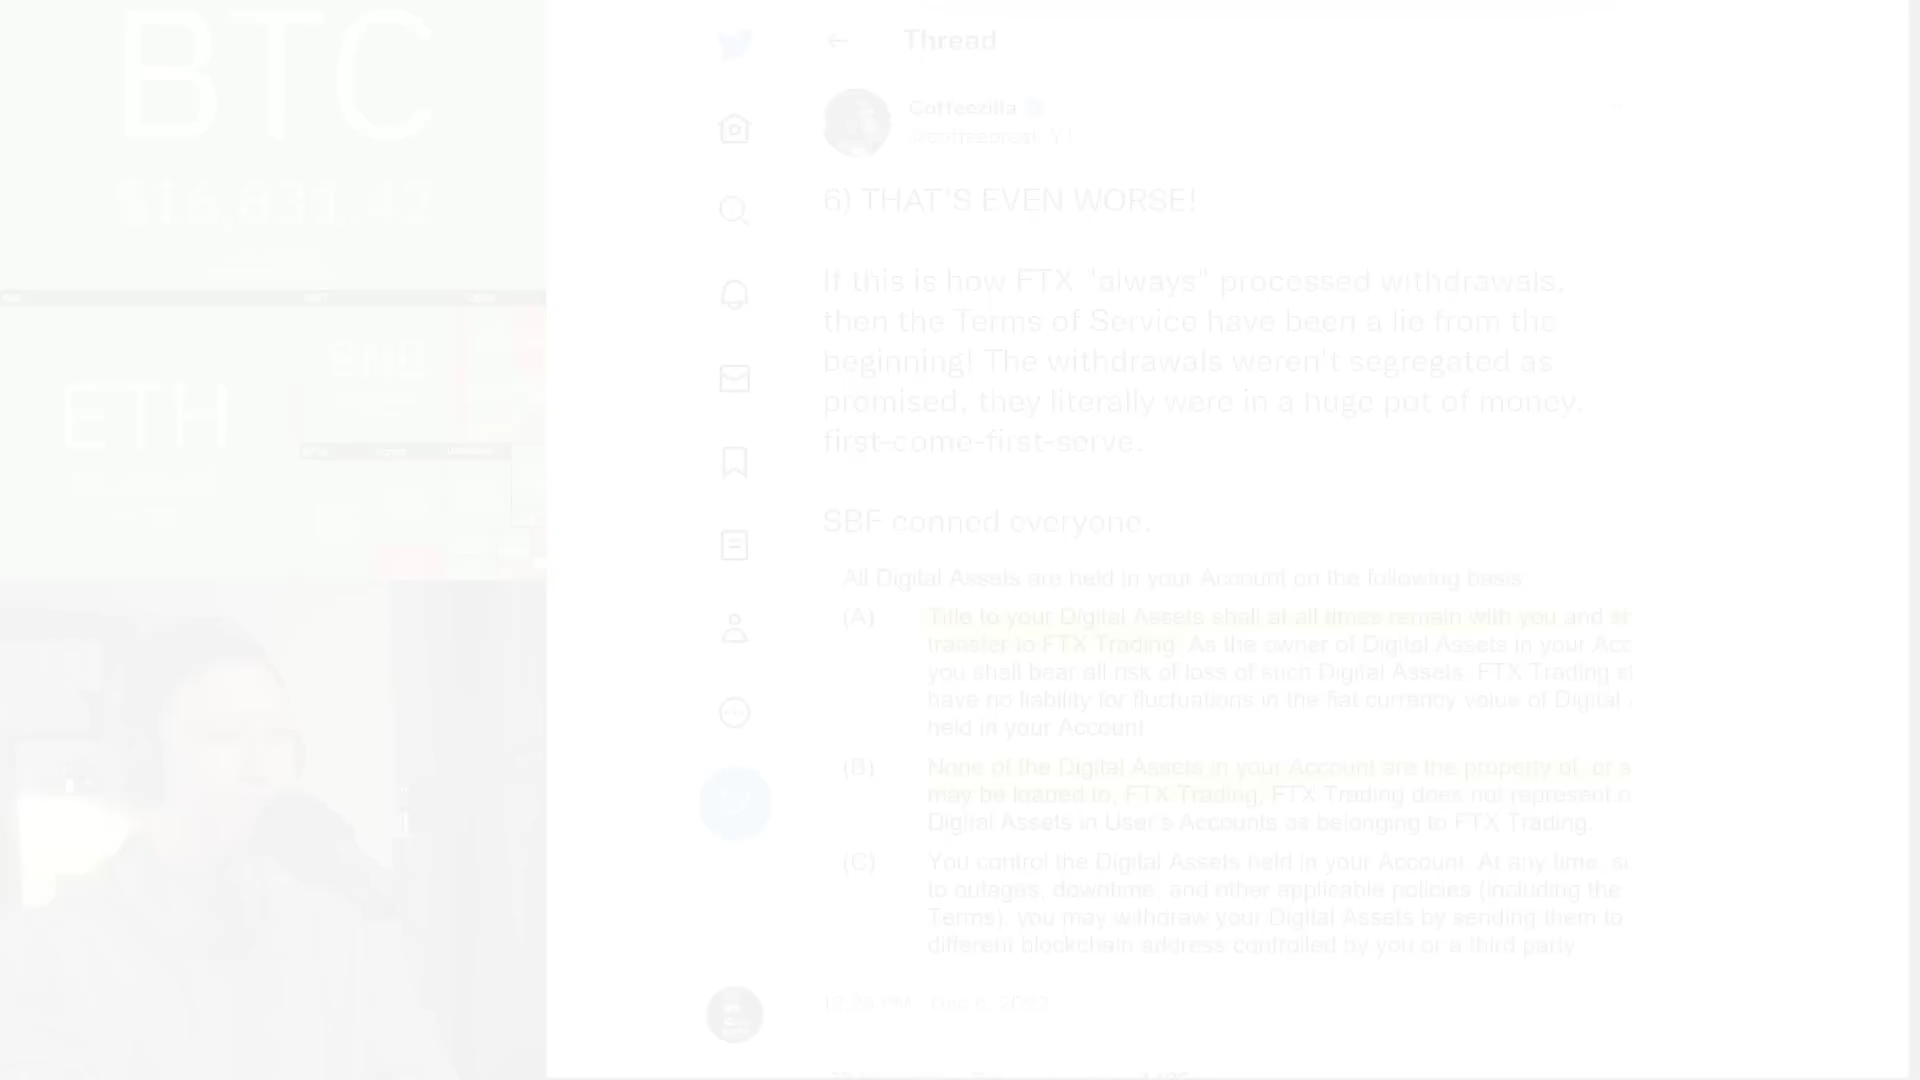 BTC
$16,831.42
ETH
BNB
Thread
Coffeezilla
6) THAT'S EVEN WORSE!
If this is how FTX "always" processed withdrawals,
then the Terms of Service have been a lie from the
beginning! The withdrawals weren't segregated as
promised, they literally were in a huge pot of money.
first-come-first-serve.
SBF conned everyone.
All Digital Assets are held in your Account on the following basis
(A) Title to your Digital Assets shall at all times remain with you and
transfer to FTX Trading. As the owner of Digital Assets in your Acc
you shall bear all risk of loss of such Digital Assets. FTX Trading
have no liability for fluctuations in the fiat currency value of Digital
held in your Account
(B) None of the Digital Assets in your Account are the property of, or
may be loaned to, FTX Trading, FTX Trading does not represent
Digital Assets in User's Accounts as belonging to FTX Trading.
(C) You control the Digital Assets held in your Account. At any time,
to outages, downtime, and other applicable policies (including the
Terms), you may withdraw your Digital Assets by sending them to
different blockchain address controlled by you or a third party